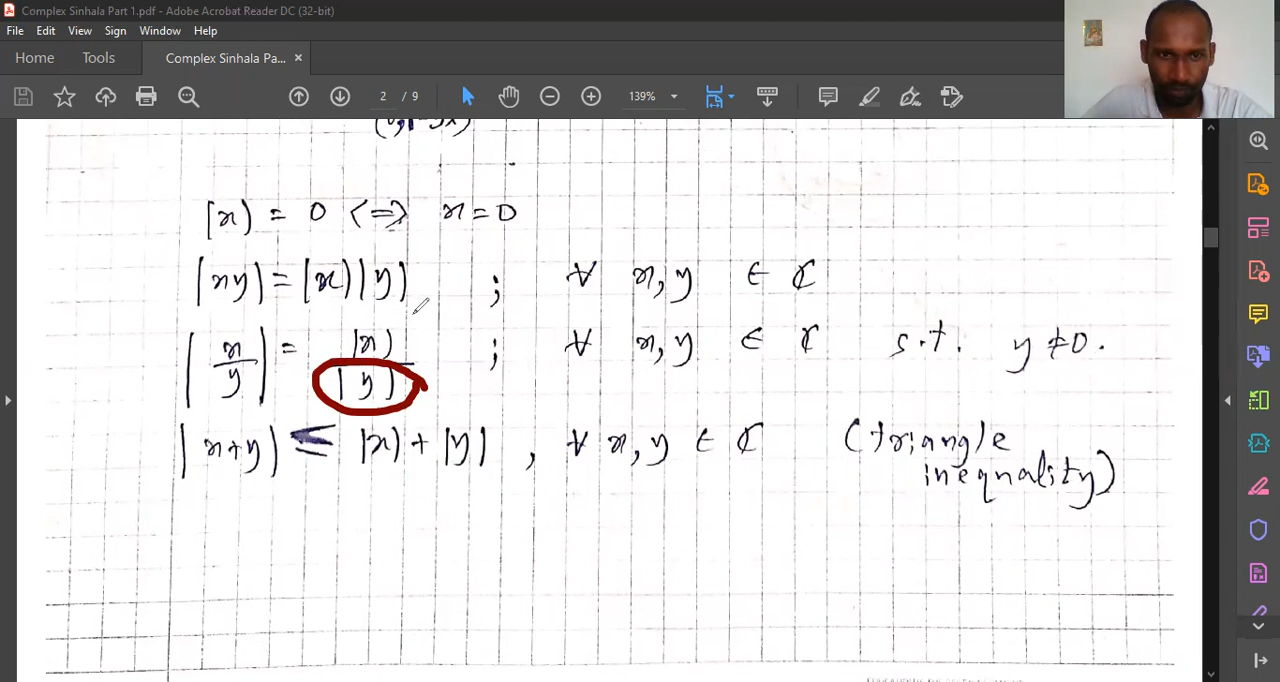 Complex Sinhala Part 1.pdf - Adobe Acrobat Reader DC (32-bit)
File Edit View Sign Window Help
Home Tools Complex Sinhala Pa... ×
2 / 9 139%
|x| = 0 <=> x = 0
|xy| = |x||y| ; ∀ x, y ∈ ℂ
|x/y| = |x|/|y| ; ∀ x, y ∈ ℂ s.t. y ≠ 0.
|x+y| ≤ |x| + |y| , ∀ x, y ∈ ℂ (triangle
inequality)